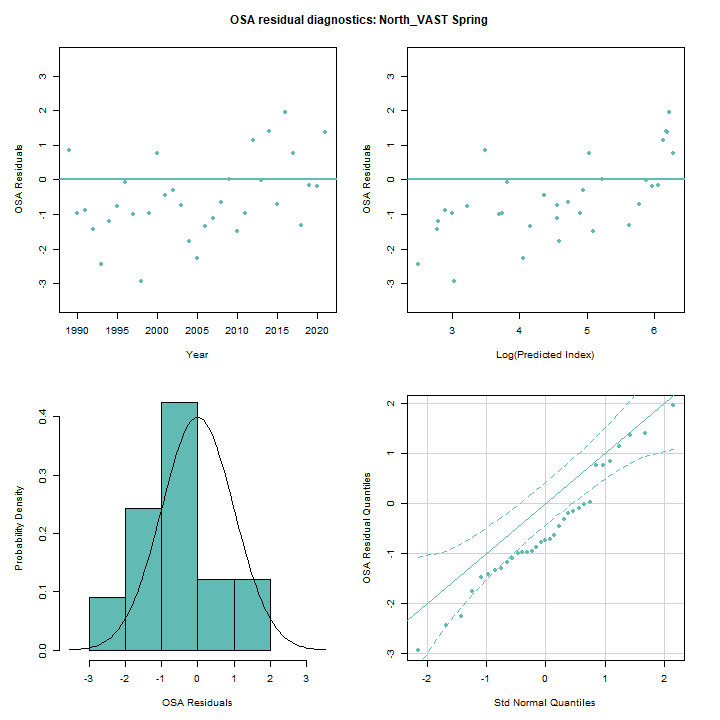 OSA residual diagnostics: North_VAST Spring
OSA Residuals
3
2
1
0
-1
-2
-3
1990 1995 2000 2005 2010 2015 2020
Year
OSA Residuals
3
2
1
0
-1
-2
-3
3 4 5 6
Log(Predicted Index)
Probability Density
0.4
0.3
0.2
0.1
0.0
-3 -2 -1 0 1 2 3
OSA Residuals
OSA Residual Quantiles
2
1
0
-1
-2
-3
-2 -1 0 1 2
Std Normal Quantiles